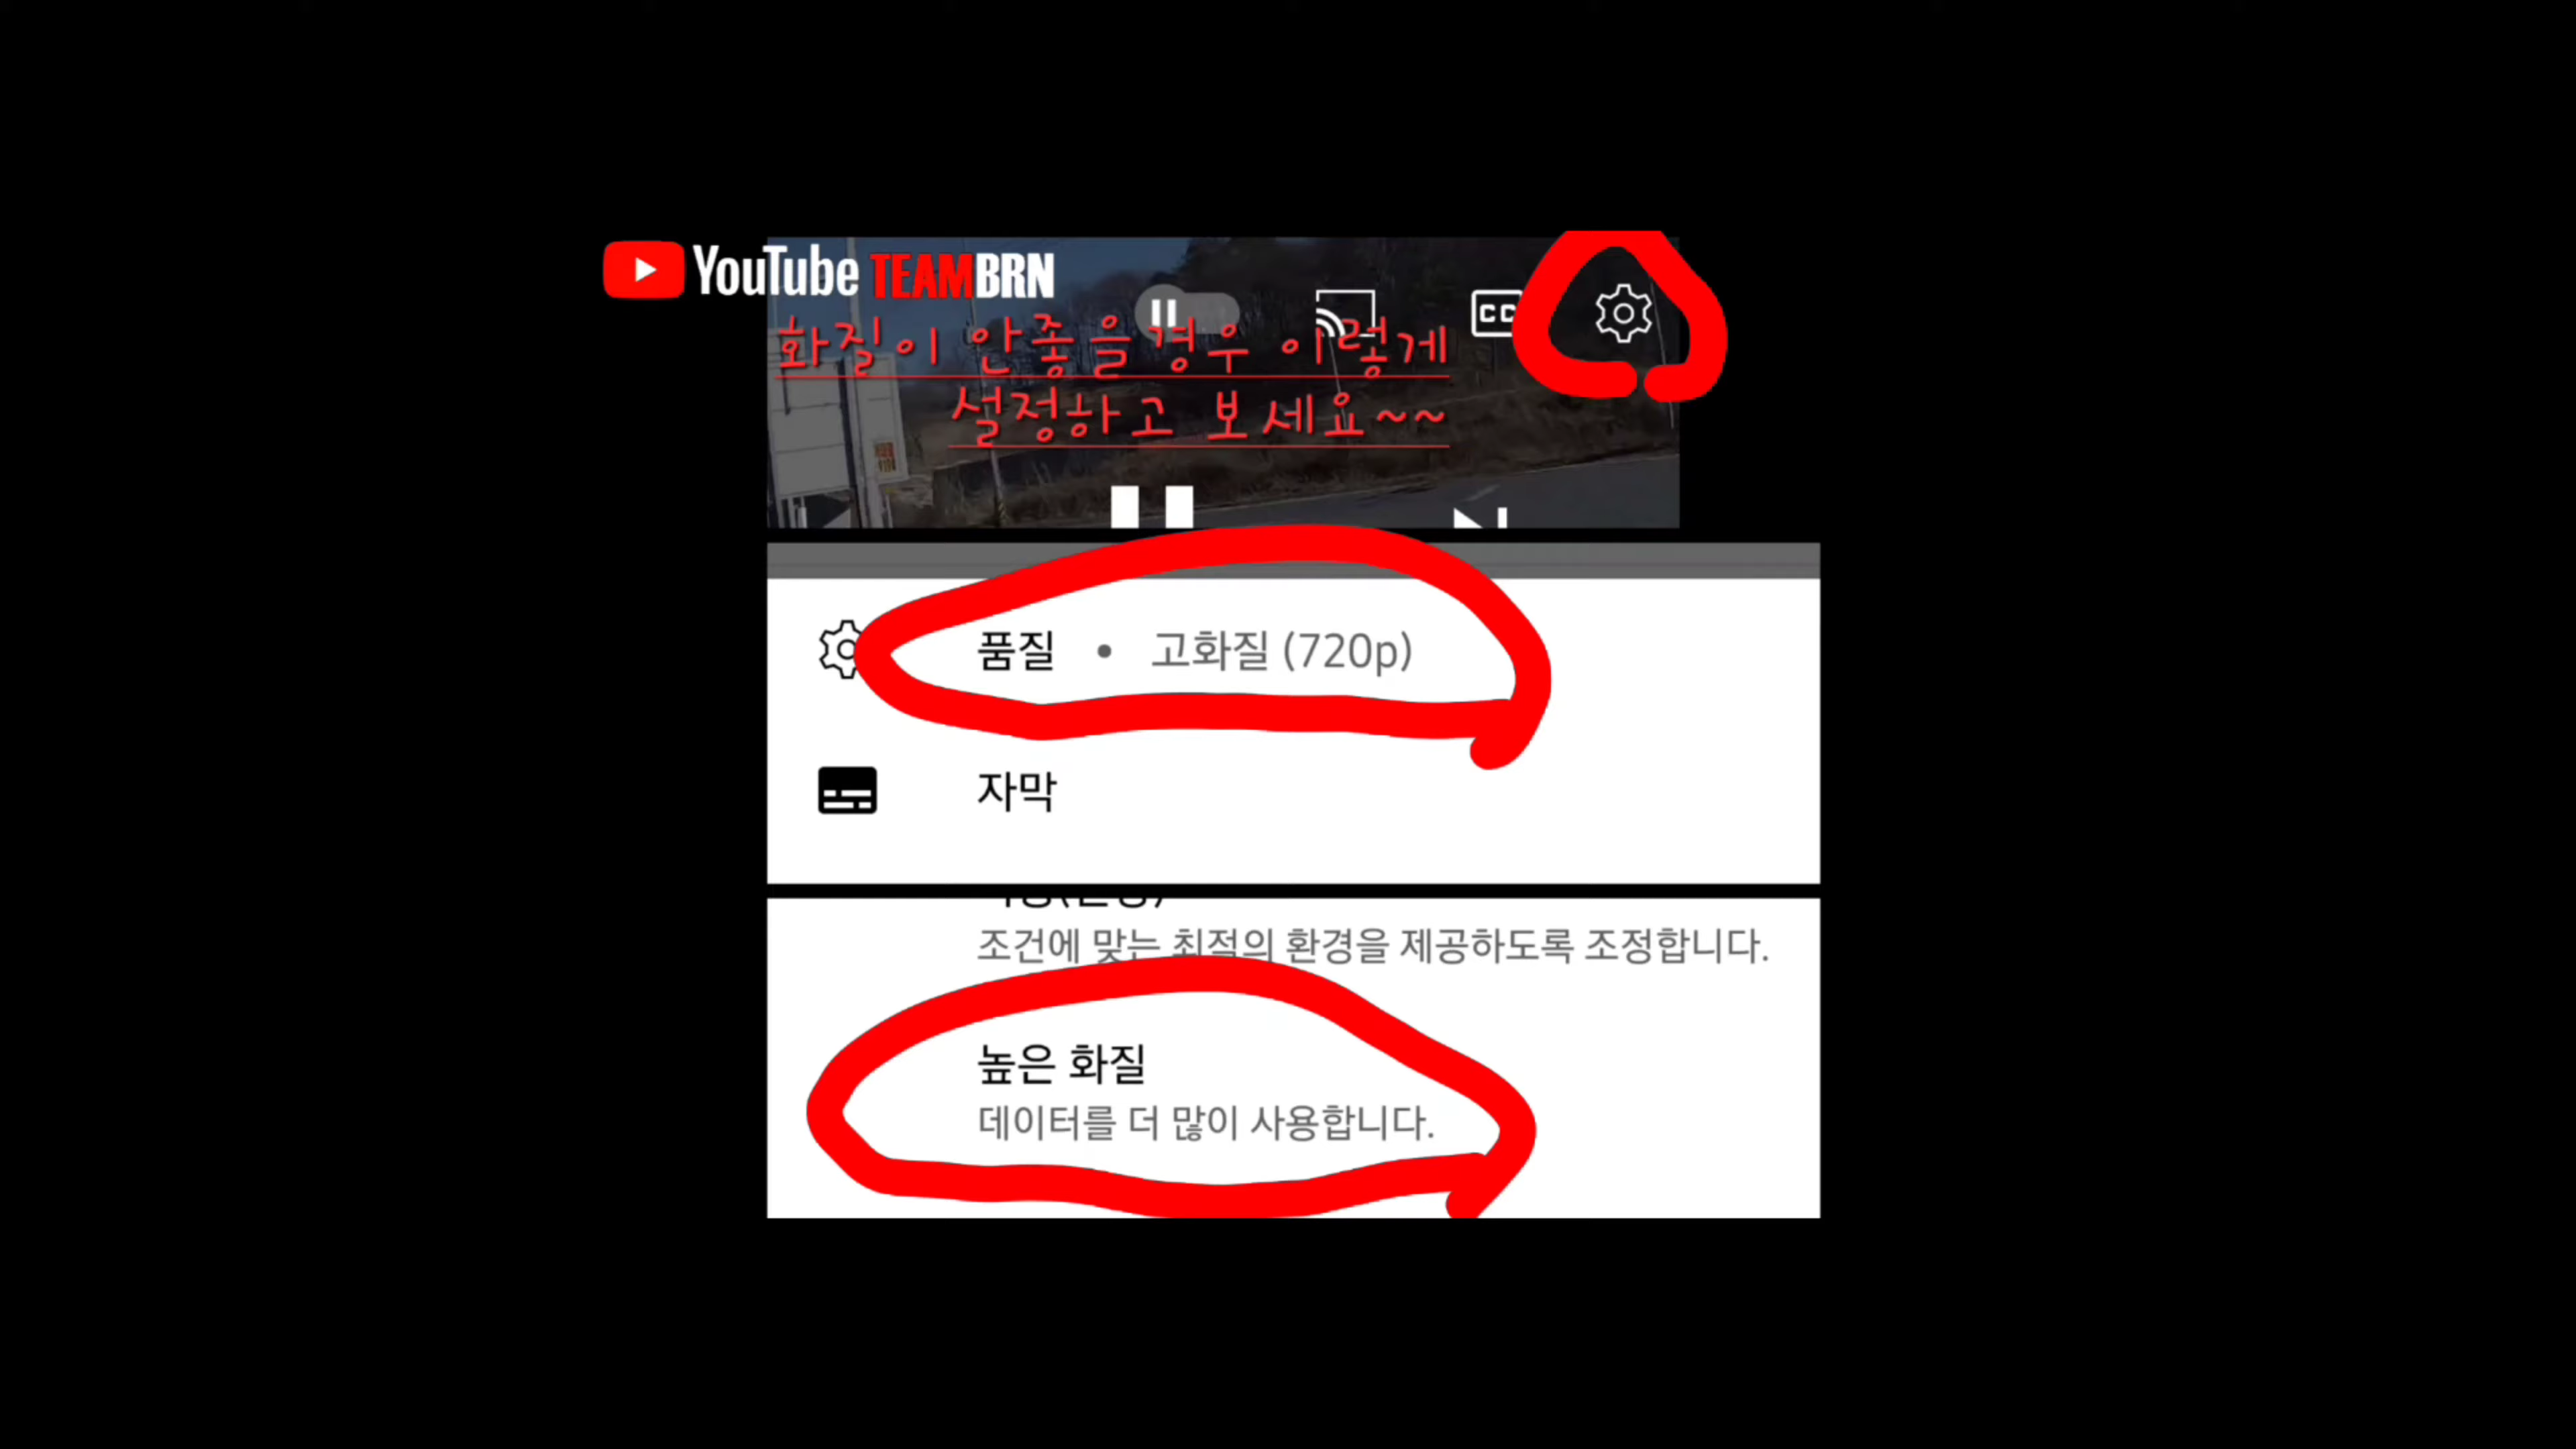 YouTube TEAMBRN
CC
화질이 안좋을경우 이렇게
설정하고 보세요~~
품질 • 고화질 (720p)
자막
조건에 맞는 최적의 환경을 제공하도록 조정합니다.
높은 화질
데이터를 더 많이 사용합니다.